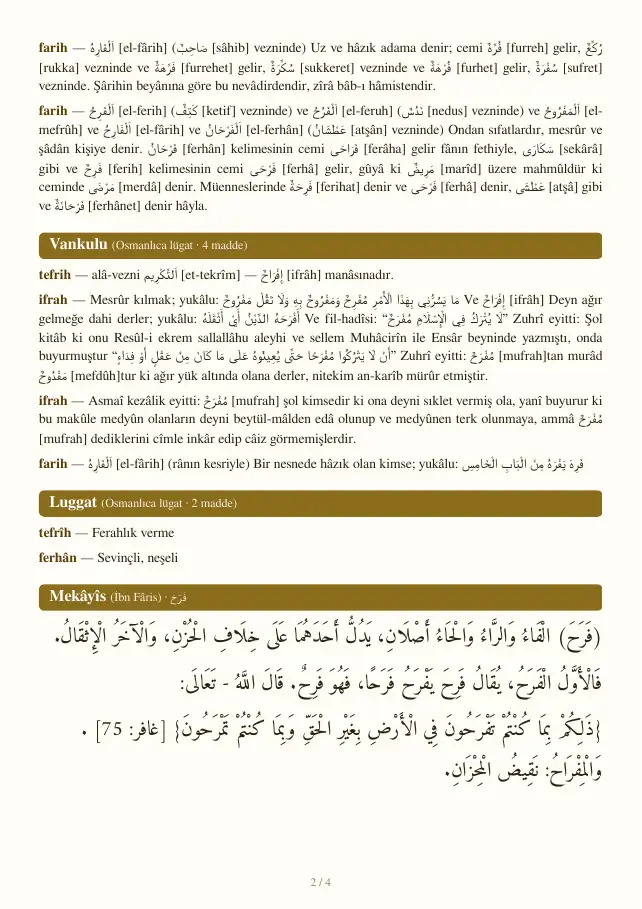 farih — اَلْفَارِهُ [el-fârih] (صَاحِبٌ [sâhib] vezninde) Uz ve hâzık adama denir; cemi فُرَّهٌ [furreh] gelir, رُكَّعٌ
[rukka] vezninde ve فُرَّهَةٌ [furrehet] gelir, سُكَّرَةٌ [sukkeret] vezninde ve فُرْهَةٌ [furhet] gelir, سُفْرَةٌ [sufret]
vezninde. Şârihin beyânına göre bu nevâdirdendir, zîrâ bâb-ı hâmistendir.
farih — اَلْفَرِحُ [el-ferih] (كَتِفٌ [ketif] vezninde) ve اَلْفَرُحُ [el-feruh] (نَدُسٌ [nedus] vezninde) ve اَلْمَفْرُوحُ [el-
mefrûh] ve اَلْفَارِحُ [el-fârih] ve اَلْفَرْحَانُ [el-ferhân] (عَطْشَانُ [atşân] vezninde) Ondan sıfatlardır, mesrûr ve
şâdân kişiye denir. فَرْحَانُ [ferhân] kelimesinin cemi فَرَاحَى [ferâha] gelir fânın fethiyle, سَكَارَى [sekârâ]
gibi ve فَرِحٌ [ferih] kelimesinin cemi فَرْحَى [ferhâ] gelir, gûyâ ki مَرِيضٌ [marîd] üzere mahmûldür ki
ceminde مَرْضَى [merdâ] denir. Müenneslerinde فَرِحَةٌ [ferihat] denir ve فَرْحَى [ferhâ] denir, عَطْشَى [atşâ] gibi
ve فَرْحَانَةٌ [ferhânet] denir hâyla.
Vankulu (Osmanlıca lügat · 4 madde)
tefrih — alâ-vezni اَلتَّكْرِيم [et-tekrîm] — إِفْرَاحٌ [ifrâh] manâsınadır.
ifrah — Mesrûr kılmak; yukâlu: مَا يَسُرُّنِي بِهَذَا الْأَمْرِ مُفْرِحٌ وَمَفْرُوحٌ بِهِ وَلَا تَقُلْ مَفْرُوحٌ Ve إِفْرَاحٌ [ifrâh] Deyn ağır
gelmeğe dahi derler; yukâlu: أَفْرَحَهُ الدَّيْنُ أَيْ أَثْقَلَهُ Ve fil-hadîsi: “لَا يُتْرَكُ فِي الْإِسْلَامِ مُفْرَحٌ” Zuhrî eyitti: Şol
kitâb ki onu Resûl-i ekrem sallallâhu aleyhi ve sellem Muhâcirîn ile Ensâr beyninde yazmıştı, onda
buyurmuştur “أَنْ لَا يَتْرُكُوا مُفْرَحًا حَتَّى يُعِينُوهُ عَلَى مَا كَانَ مِنْ عَقْلٍ أَوْ فِدَاءٍ” Zuhrî eyitti: مُفْرَحٌ [mufrah]tan murâd
مَفْدُوحٌ [mefdûh]tur ki ağır yük altında olana derler, nitekim an-karîb mürûr etmiştir.
ifrah — Asmaî kezâlik eyitti: مُفْرَحٌ [mufrah] şol kimsedir ki ona deyni sıklet vermiş ola, yanî buyurur ki
bu makûle medyûn olanların deyni beytül-mâlden edâ olunup ve medyûnen terk olunmaya, ammâ مُفْرَحٌ
[mufrah] dediklerini cîmle inkâr edip câiz görmemişlerdir.
farih — اَلْفَارِهُ [el-fârih] (rânın kesriyle) Bir nesnede hâzık olan kimse; yukâlu: فَرِهَ يَفْرَهُ مِنَ الْبَابِ الْخَامِسِ
Luggat (Osmanlıca lügat · 2 madde)
tefrîh — Ferahlık verme
ferhân — Sevinçli, neşeli
Mekâyîs (İbn Fâris) · فَرَحَ
(فَرَحَ) الْفَاءُ وَالرَّاءُ وَالْحَاءُ أَصْلَانِ، يَدُلُّ أَحَدُهُمَا عَلَى خِلَافِ الْحُزْنِ، وَالْآخَرُ الْإِثْقَالُ.
فَالْأَوَّلُ الْفَرَحُ، يُقَالُ فَرِحَ يَفْرَحُ فَرَحًا، فَهُوَ فَرِحٌ. قَالَ اللَّهُ - تَعَالَى:
{ذَلِكُمْ بِمَا كُنْتُمْ تَفْرَحُونَ فِي الْأَرْضِ بِغَيْرِ الْحَقِّ وَبِمَا كُنْتُمْ تَمْرَحُونَ} [غافر: 75] .
وَالْمِفْرَاحُ: نَقِيضُ الْمِحْزَانِ.
2 / 4